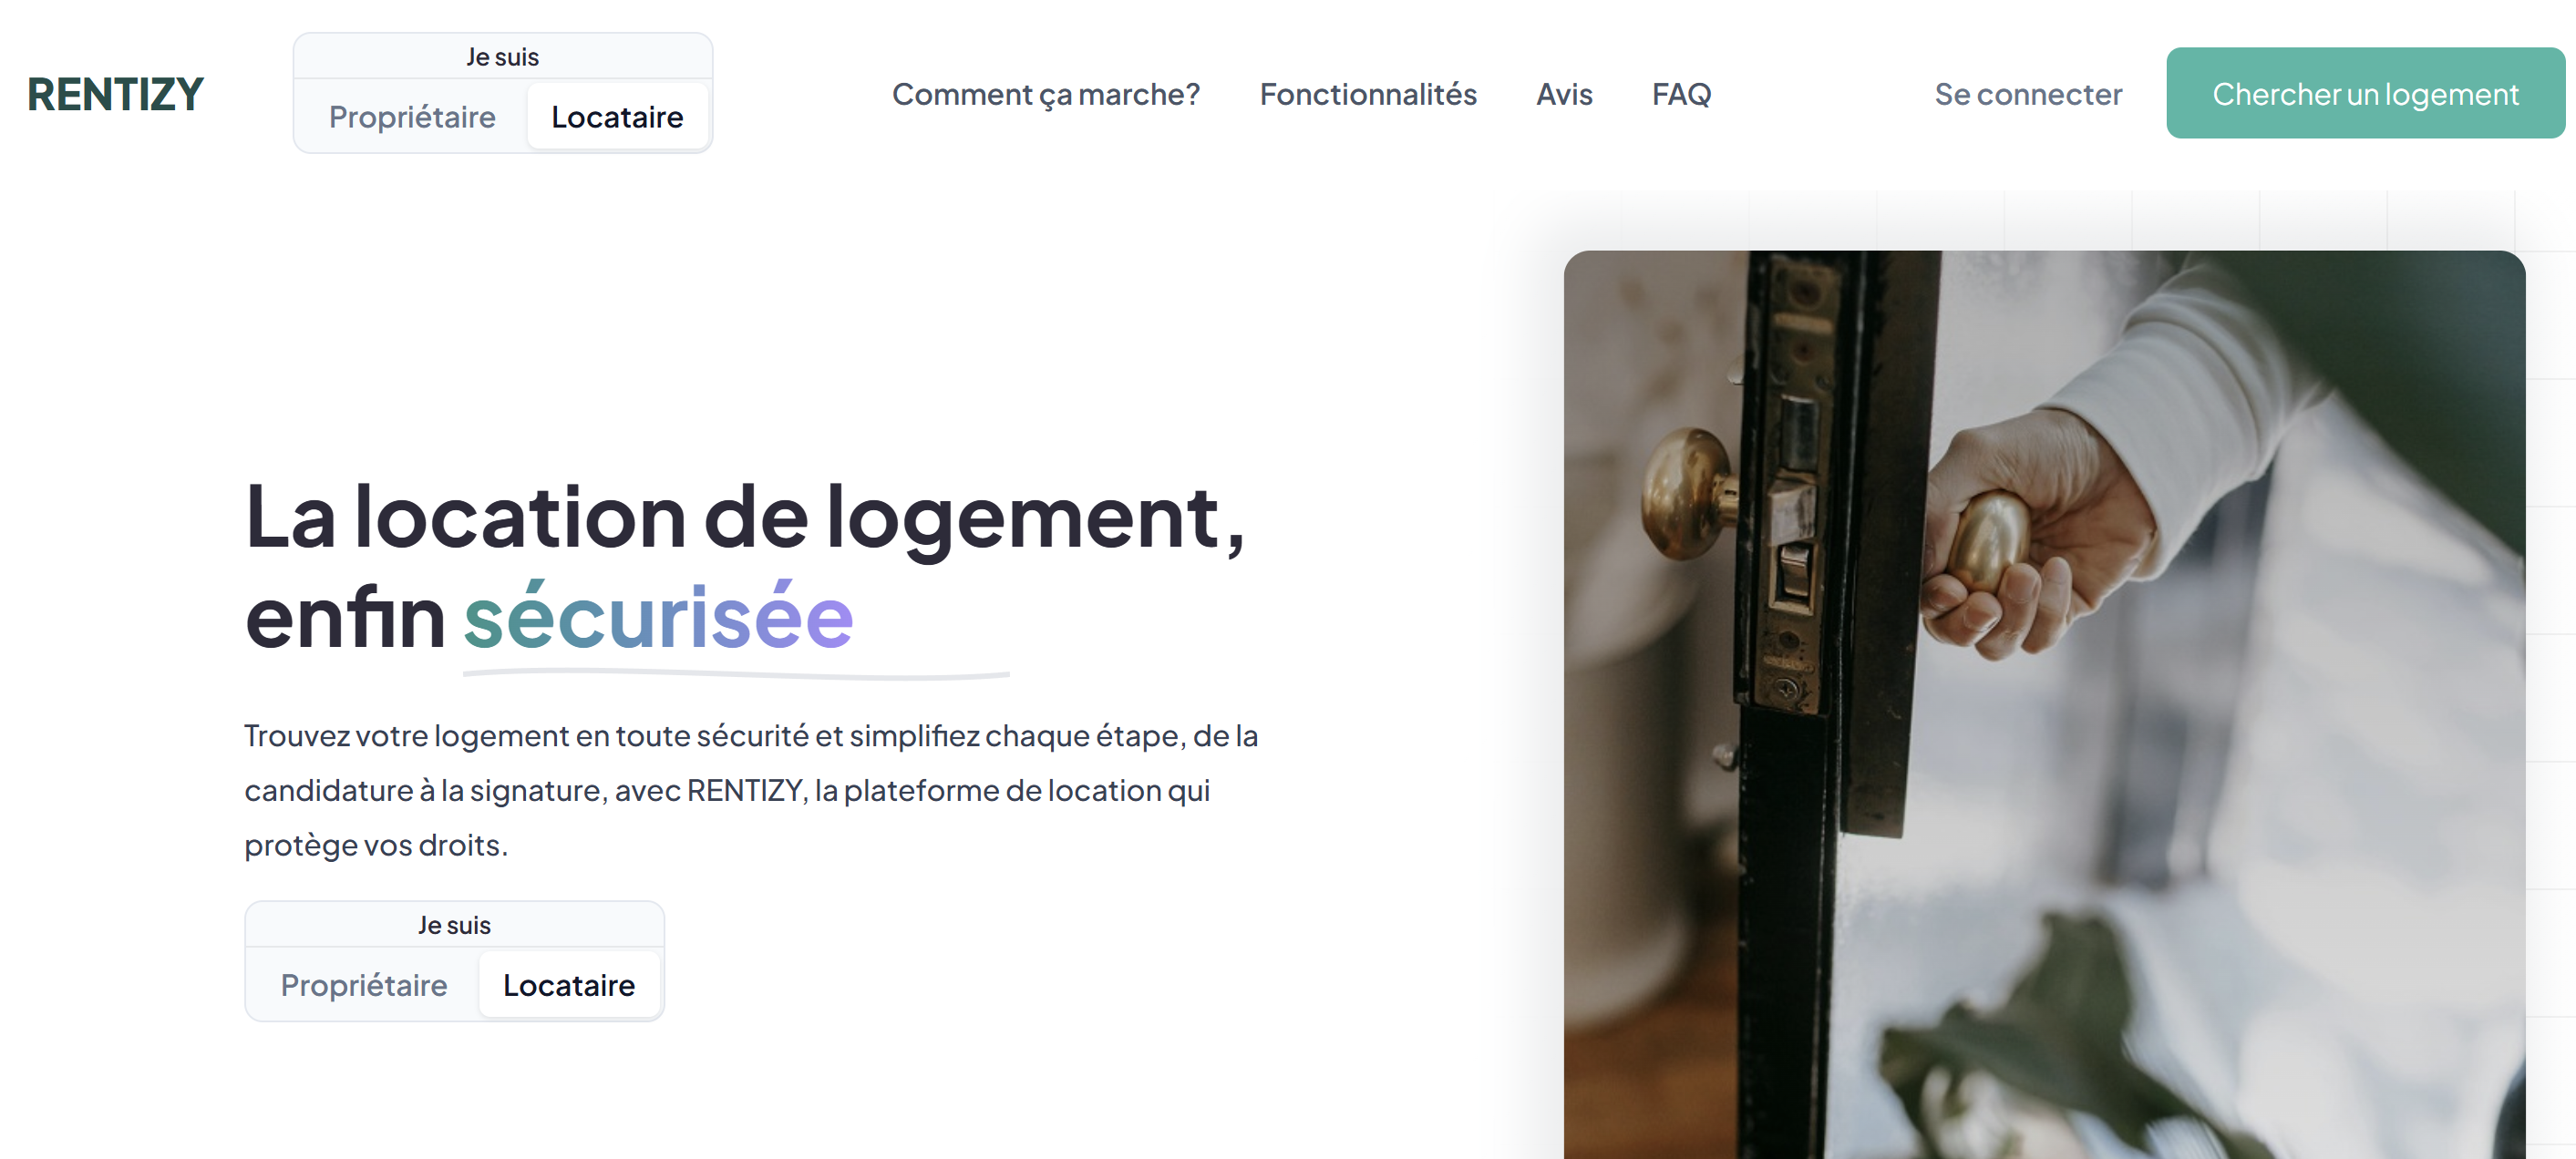 RENTIZY
Je suis
Propriétaire Locataire
Comment ça marche? Fonctionnalités Avis FAQ
Se connecter
Chercher un logement
La location de logement,
enfin sécurisée
Trouvez votre logement en toute sécurité et simplifiez chaque étape, de la
candidature à la signature, avec RENTIZY, la plateforme de location qui
protège vos droits.
Je suis
Propriétaire Locataire